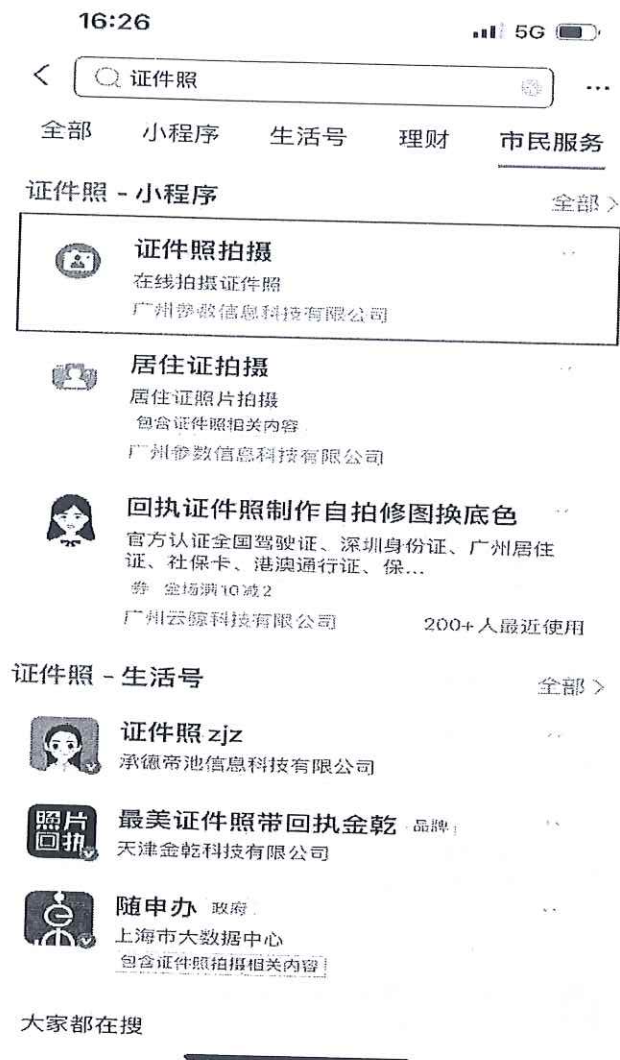 16:26
5G
证件照
全部 小程序 生活号 理财 市民服务
证件照 - 小程序 全部
证件照拍摄
在线拍摄证件照
广州参数信息科技有限公司
居住证拍摄
居住证照片拍摄
包含证件照相关内容
广州参数信息科技有限公司
回执证件照制作自拍修图换底色
官方认证全国驾驶证、深圳身份证、广州居住
证、社保卡、港澳通行证、保...
券 全场满10减2
广州云鲸科技有限公司 200+人最近使用
证件照 - 生活号 全部
证件照 zjz
承德帝池信息科技有限公司
照片
回执
最美证件照带回执金乾 品牌
天津金乾科技有限公司
随申办 政府
上海市大数据中心
包含证件照拍摄相关内容
大家都在搜